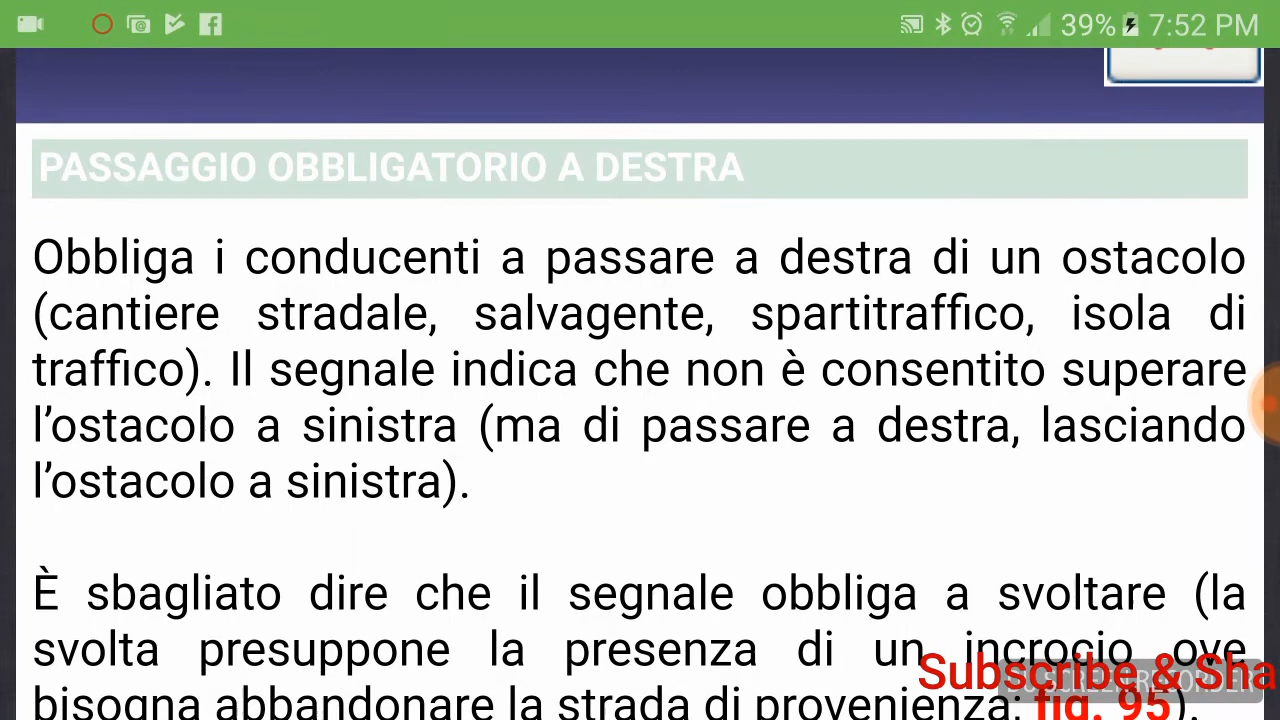 39% 7:52 PM
PASSAGGIO OBBLIGATORIO A DESTRA
Obbliga i conducenti a passare a destra di un ostacolo
(cantiere stradale, salvagente, spartitraffico, isola di
traffico). Il segnale indica che non è consentito superare
l’ostacolo a sinistra (ma di passare a destra, lasciando
l’ostacolo a sinistra).
È sbagliato dire che il segnale obbliga a svoltare (la
svolta presuppone la presenza di un incrocio ove
bisogna abbandonare la strada di provenienza: fig. 95).
Subscribe & Sha